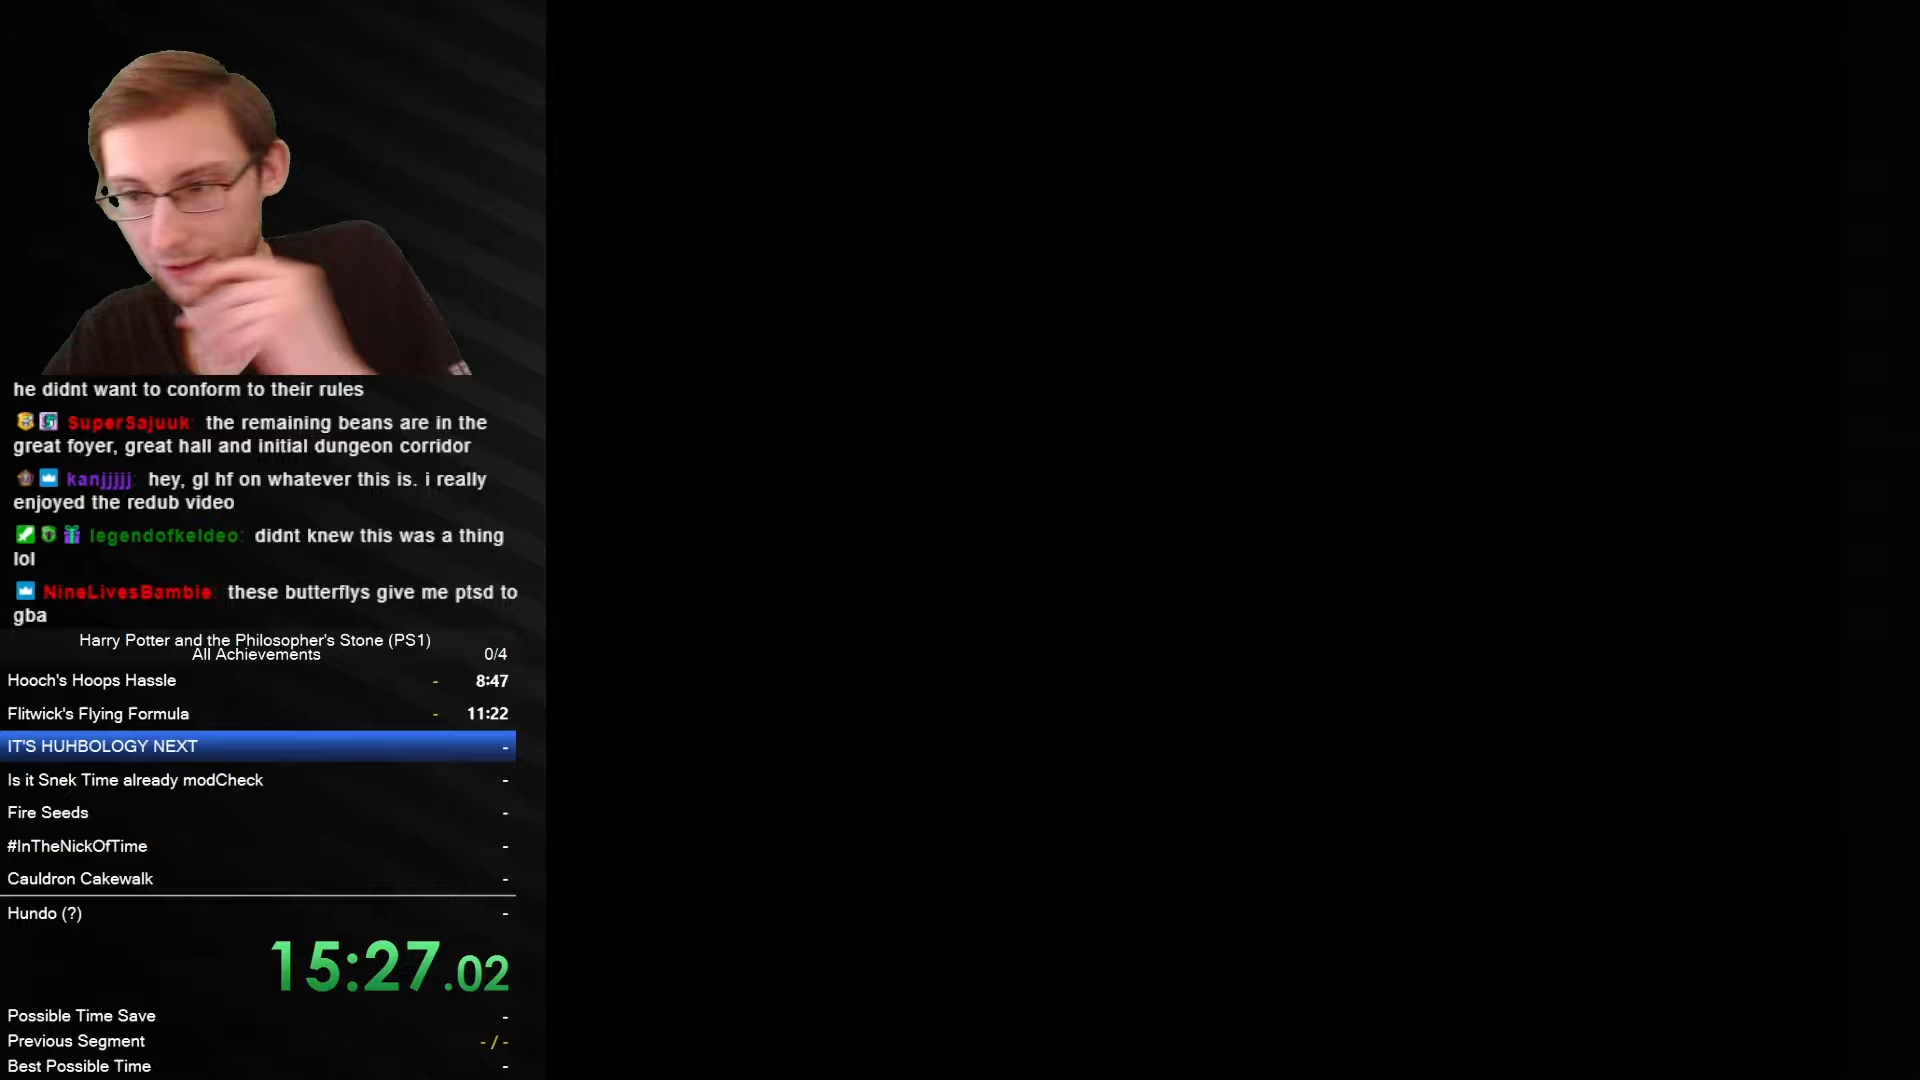 he didnt want to conform to their rules
SuperSajuuk: the remaining beans are in the
great foyer, great hall and initial dungeon corridor
kanjjjjj: hey, gl hf on whatever this is. i really
enjoyed the redub video
legendofkeldeo: didnt knew this was a thing
lol
NineLivesBambie: these butterflys give me ptsd to
gba
Harry Potter and the Philosopher's Stone (PS1)
All Achievements 0/4
Hooch's Hoops Hassle - 8:47
Flitwick's Flying Formula - 11:22
IT'S HUHBOLOGY NEXT -
Is it Snek Time already modCheck -
Fire Seeds -
#InTheNickOfTime -
Cauldron Cakewalk -
Hundo (?) -
15:27.02
Possible Time Save -
Previous Segment - / -
Best Possible Time -